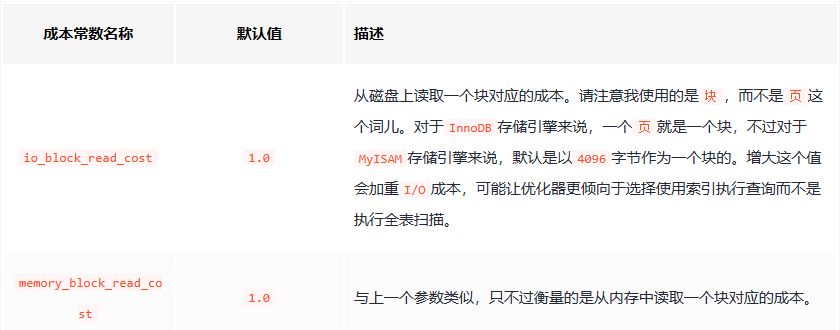 成本常数名称 默认值 描述
从磁盘上读取一个块对应的成本。请注意我使用的是 块 ，而不是 页 这
个词儿。对于 InnoDB 存储引擎来说，一个 页 就是一个块，不过对于
io_block_read_cost 1.0 MyISAM 存储引擎来说，默认是以 4096 字节作为一个块的。增大这个值
会加重 I/O 成本，可能让优化器更倾向于选择使用索引执行查询而不是
执行全表扫描。
memory_block_read_co
st 1.0 与上一个参数类似，只不过衡量的是从内存中读取一个块对应的成本。